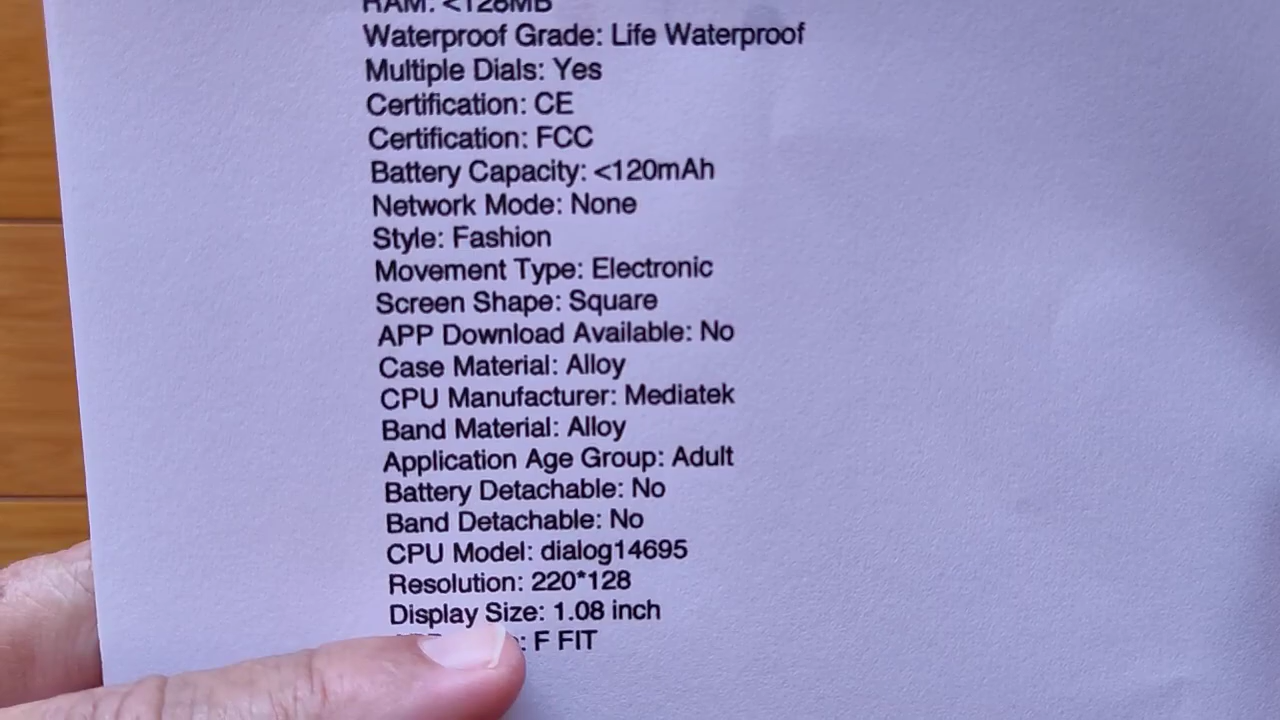 RAM: <128MB
Waterproof Grade: Life Waterproof
Multiple Dials: Yes
Certification: CE
Certification: FCC
Battery Capacity: <120mAh
Network Mode: None
Style: Fashion
Movement Type: Electronic
Screen Shape: Square
APP Download Available: No
Case Material: Alloy
CPU Manufacturer: Mediatek
Band Material: Alloy
Application Age Group: Adult
Battery Detachable: No
Band Detachable: No
CPU Model: dialog14695
Resolution: 220*128
Display Size: 1.08 inch
: F FIT